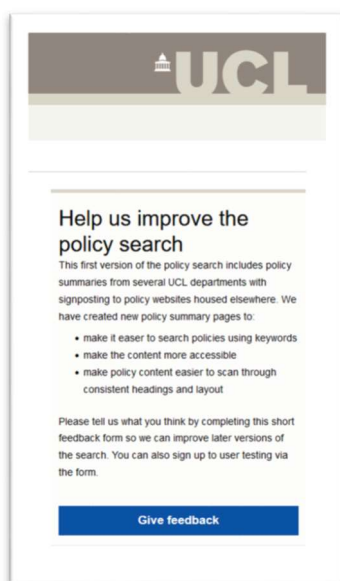 UCL
Help us improve the
policy search
This first version of the policy search includes policy
summaries from several UCL departments with
signposting to policy websites housed elsewhere. We
have created new policy summary pages to:
• make it easer to search policies using keywords
• make the content more accessible
• make policy content easier to scan through
consistent headings and layout
Please tell us what you think by completing this short
feedback form so we can improve later versions of
the search. You can also sign up to user testing via
the form.
Give feedback